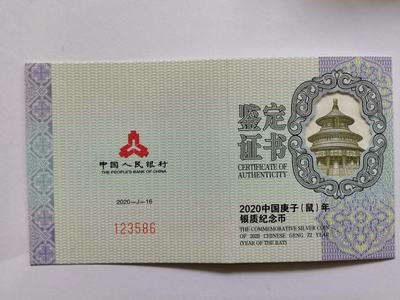 中国人民银行
THE PEOPLE'S BANK OF CHINA
2020-J-16
123586
鉴定
证书
CERTIFICATE OF
AUTHENTICITY
2020中国庚子(鼠)年
银质纪念币
THE COMMEMORATIVE SILVER COIN
OF 2020 CHINESE GENG ZI YEAR
(YEAR OF THE RAT)